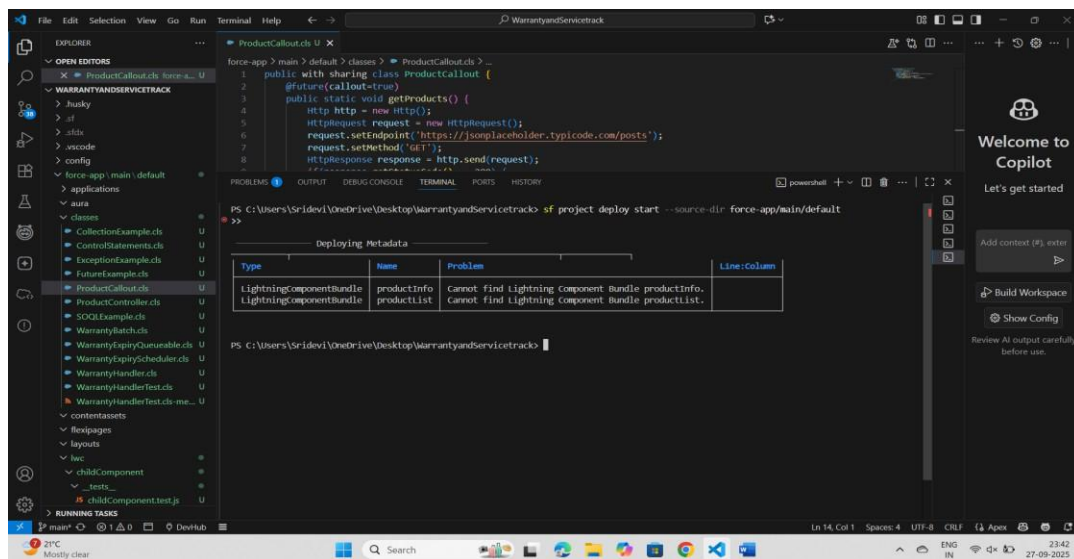 File Edit Selection View Go Run Terminal Help
WarrantyandServicetrack
EXPLORER
OPEN EDITORS
ProductCallout.cls force-a... U
WARRANTYANDSERVICETRACK
.husky
.sf
.sfdx
.vscode
config
force-app \ main \ default
applications
aura
classes
CollectionExample.cls U
ControlStatements.cls U
ExceptionExample.cls U
FutureExample.cls U
ProductCallout.cls U
ProductController.cls U
SOQLExample.cls U
WarrantyBatch.cls U
WarrantyExpiryQueueable.cls U
WarrantyExpiryScheduler.cls U
WarrantyHandler.cls U
WarrantyHandlerTest.cls U
WarrantyHandlerTest.cls-me... U
contentassets
flexipages
layouts
lwc
childComponent
__tests__
JS childComponent.test.js U
RUNNING TASKS
ProductCallout.cls U
force-app > main > default > classes > ProductCallout.cls > ...
1 public with sharing class ProductCallout {
2 @future(callout=true)
3 public static void getProducts() {
4 Http http = new Http();
5 HttpRequest request = new HttpRequest();
6 request.setEndpoint('https://jsonplaceholder.typicode.com/posts');
7 request.setMethod('GET');
8 HttpResponse response = http.send(request);
PROBLEMS 1 OUTPUT DEBUG CONSOLE TERMINAL PORTS HISTORY
powershell
PS C:\Users\Sridevi\OneDrive\Desktop\WarrantyandServicetrack> sf project deploy start --source-dir force-app/main/default
>>
Deploying Metadata
Type Name Problem Line:Column
LightningComponentBundle productInfo Cannot find Lightning Component Bundle productInfo.
LightningComponentBundle productList Cannot find Lightning Component Bundle productList.
PS C:\Users\Sridevi\OneDrive\Desktop\WarrantyandServicetrack>
Welcome to
Copilot
Let's get started
Add context (#), exter
Build Workspace
Show Config
Review AI output carefully
before use.
main* 1 0 DevHub
Ln 14, Col 1 Spaces: 4 UTF-8 CRLF Apex
21°C
Mostly clear
Search
ENG
IN
23:42
27-09-2025